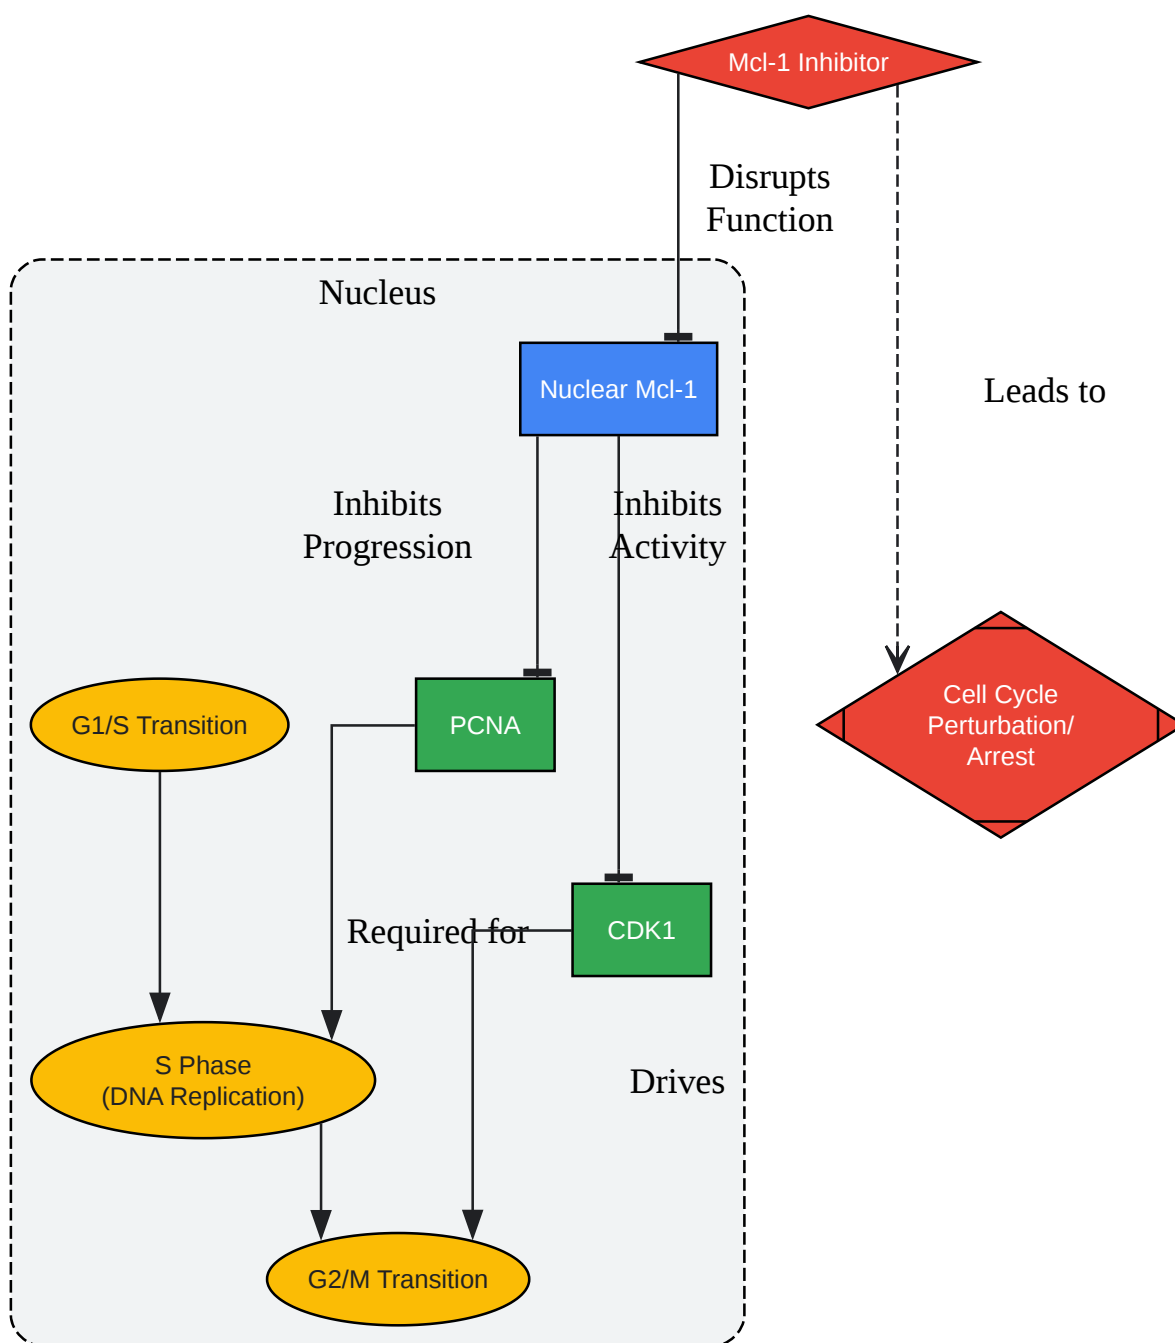 Mcl-1 Inhibitor
Disrupts
Function
Nucleus
Nuclear Mcl-1
Leads to
Inhibits
Progression
Inhibits
Activity
G1/S Transition
PCNA
Cell Cycle
Perturbation/
Arrest
Required for
CDK1
S Phase
(DNA Replication)
Drives
G2/M Transition